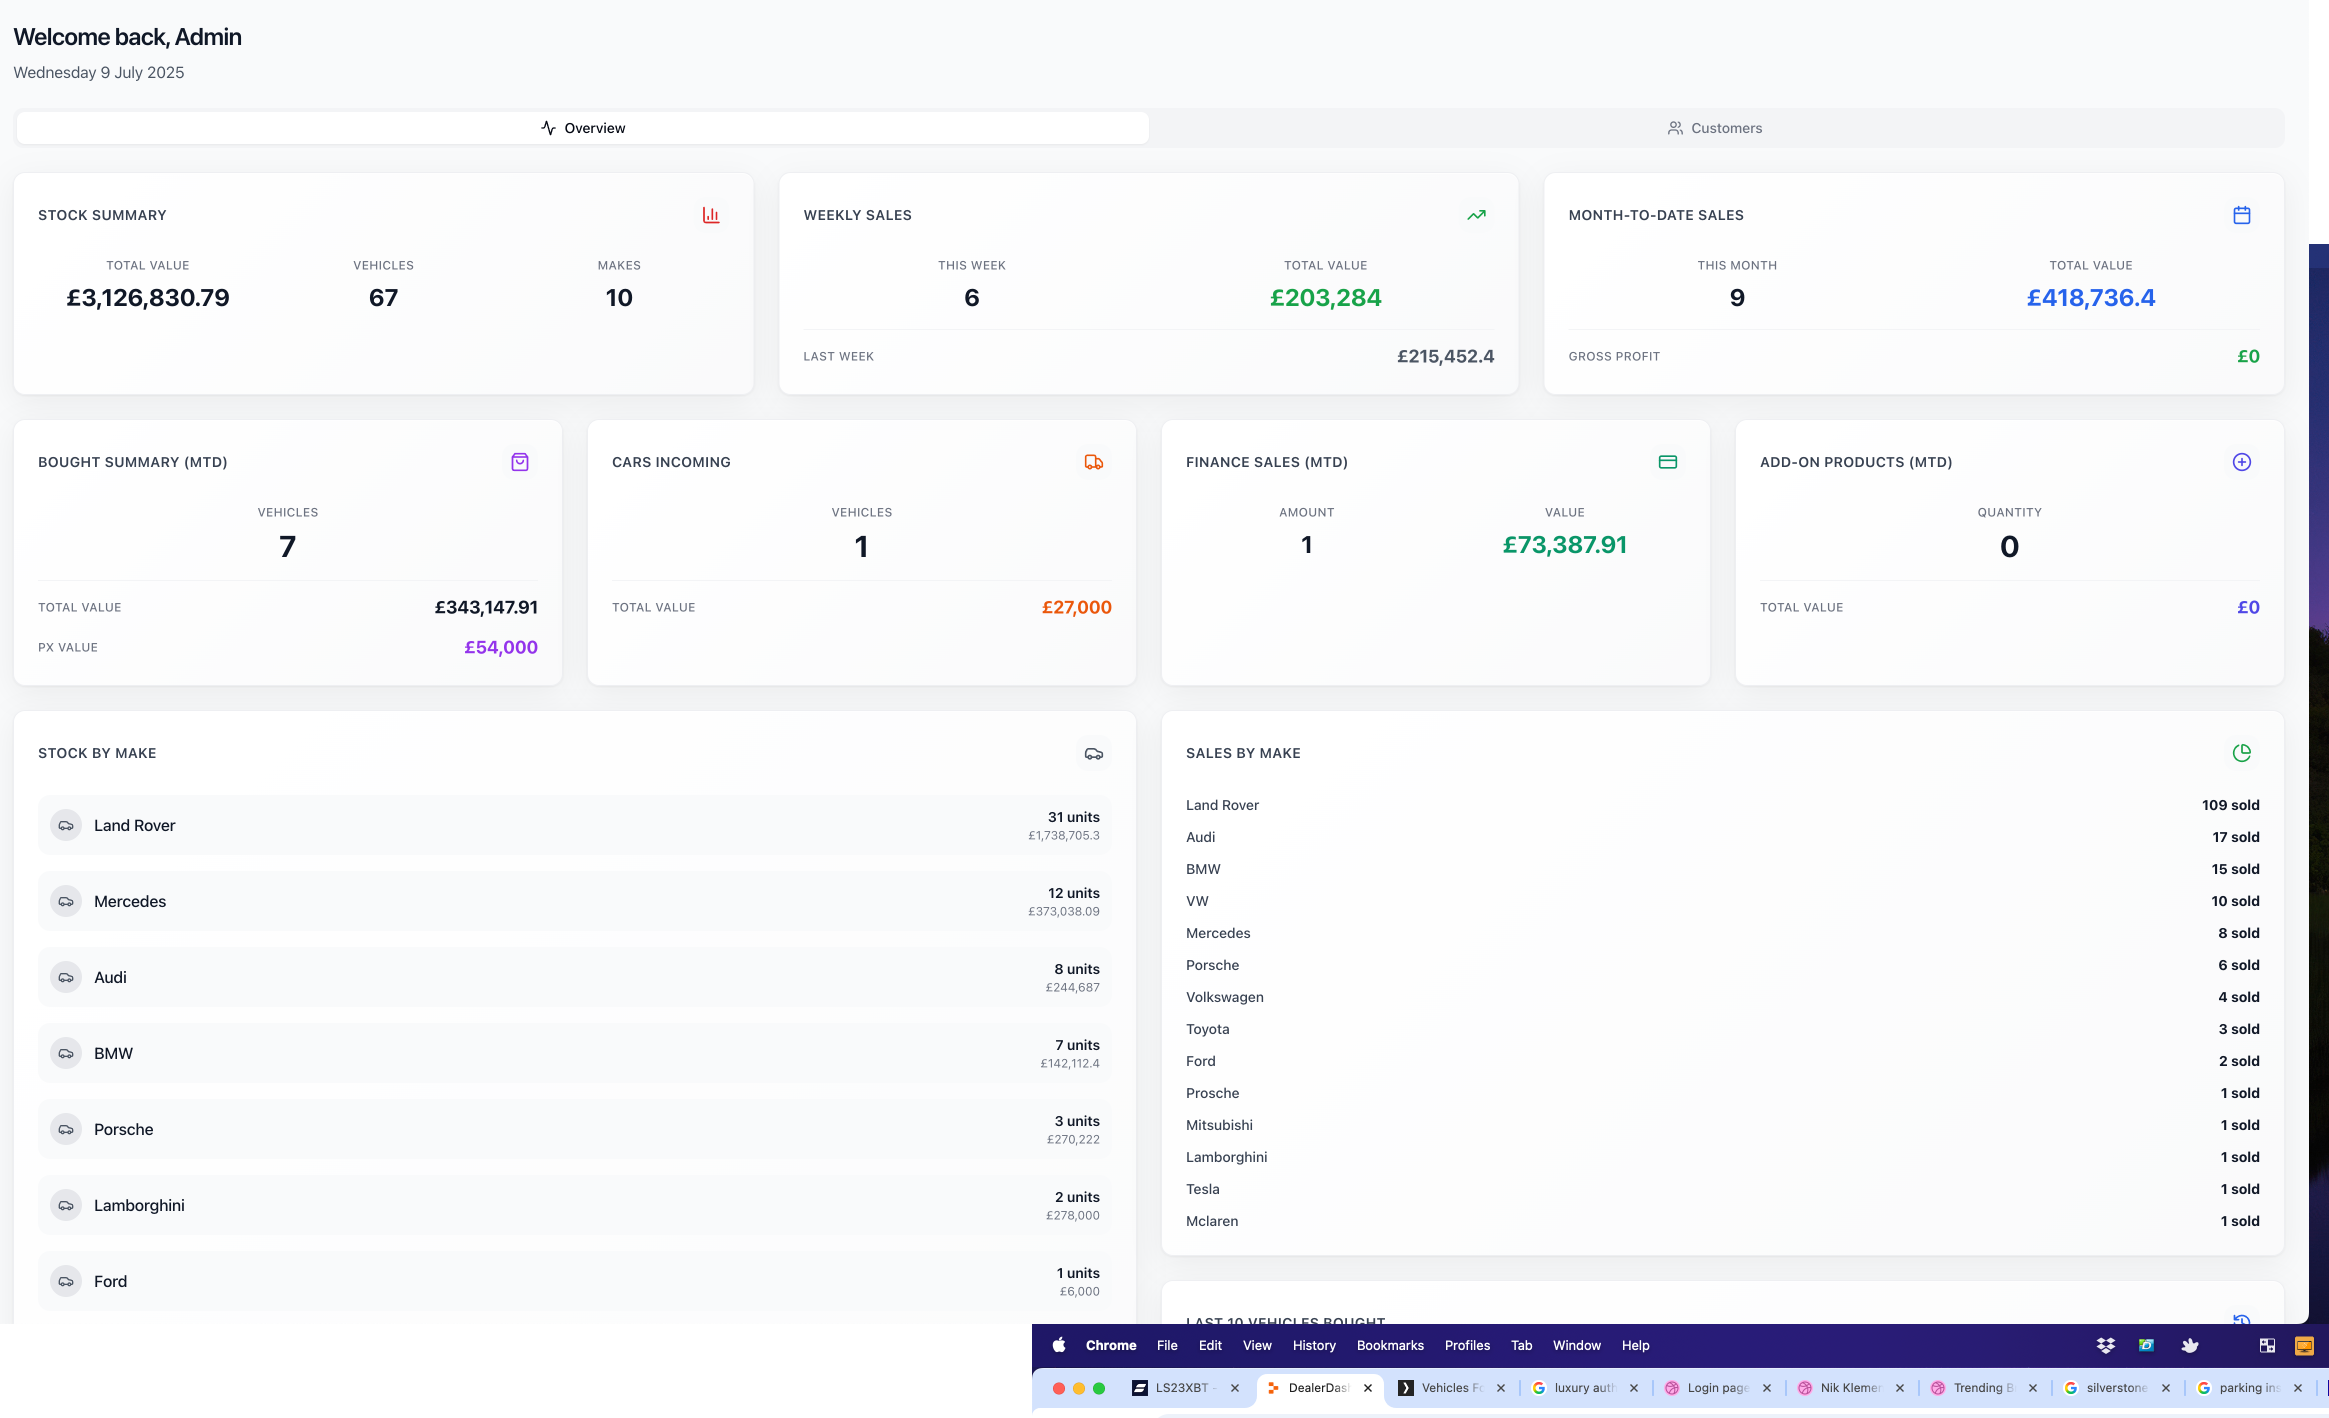 Welcome back, Admin
Wednesday 9 July 2025
Overview
Customers
STOCK SUMMARY
TOTAL VALUE
£3,126,830.79
VEHICLES
67
MAKES
10
WEEKLY SALES
THIS WEEK
6
TOTAL VALUE
£203,284
LAST WEEK
£215,452.4
MONTH-TO-DATE SALES
THIS MONTH
9
TOTAL VALUE
£418,736.4
GROSS PROFIT
£0
BOUGHT SUMMARY (MTD)
VEHICLES
7
TOTAL VALUE
£343,147.91
PX VALUE
£54,000
CARS INCOMING
VEHICLES
1
TOTAL VALUE
£27,000
FINANCE SALES (MTD)
AMOUNT
1
VALUE
£73,387.91
ADD-ON PRODUCTS (MTD)
QUANTITY
0
TOTAL VALUE
£0
STOCK BY MAKE
Land Rover
31 units
£1,738,705.3
Mercedes
12 units
£373,038.09
Audi
8 units
£244,687
BMW
7 units
£142,112.4
Porsche
3 units
£270,222
Lamborghini
2 units
£278,000
Ford
1 units
£6,000
SALES BY MAKE
Land Rover 109 sold
Audi 17 sold
BMW 15 sold
VW 10 sold
Mercedes 8 sold
Porsche 6 sold
Volkswagen 4 sold
Toyota 3 sold
Ford 2 sold
Prosche 1 sold
Mitsubishi 1 sold
Lamborghini 1 sold
Tesla 1 sold
Mclaren 1 sold
LAST 10 VEHICLES BOUGHT
Chrome File Edit View History Bookmarks Profiles Tab Window Help
LS23XBT -
DealerDas
Vehicles Fo
luxury auth
Login page
Nik Klemen
Trending B
silverstone
parking ins